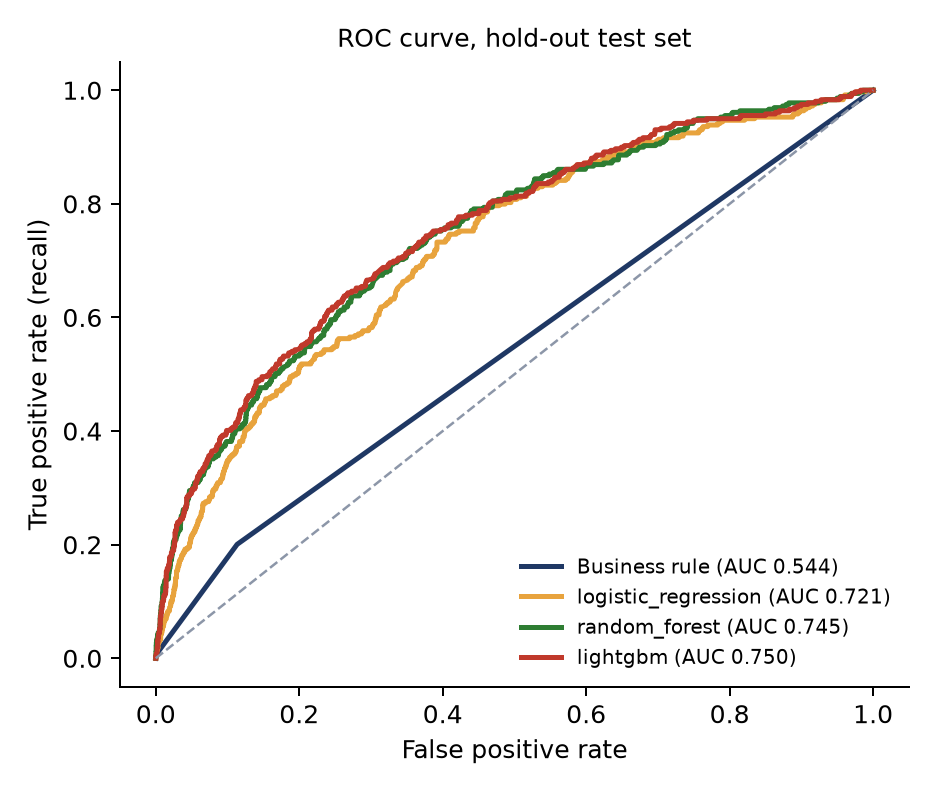 ROC curve, hold-out test set
True positive rate (recall)
1.0
0.8
0.6
0.4
0.2
0.0
Business rule (AUC 0.544)
logistic_regression (AUC 0.721)
random_forest (AUC 0.745)
lightgbm (AUC 0.750)
0.0 0.2 0.4 0.6 0.8 1.0
False positive rate